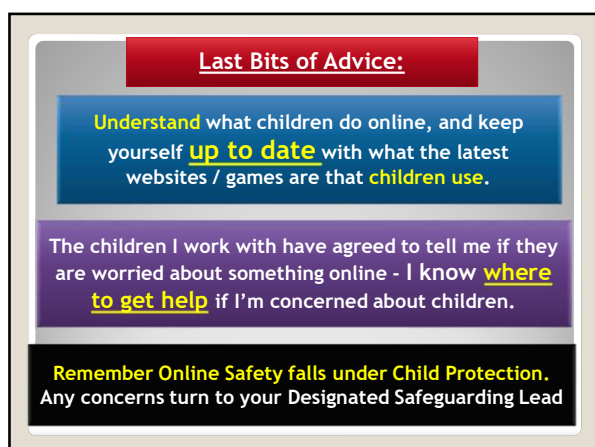 Last Bits of Advice:
Understand what children do online, and keep
yourself up to date with what the latest
websites / games are that children use.
The children I work with have agreed to tell me if they
are worried about something online - I know where
to get help if I'm concerned about children.
Remember Online Safety falls under Child Protection.
Any concerns turn to your Designated Safeguarding Lead